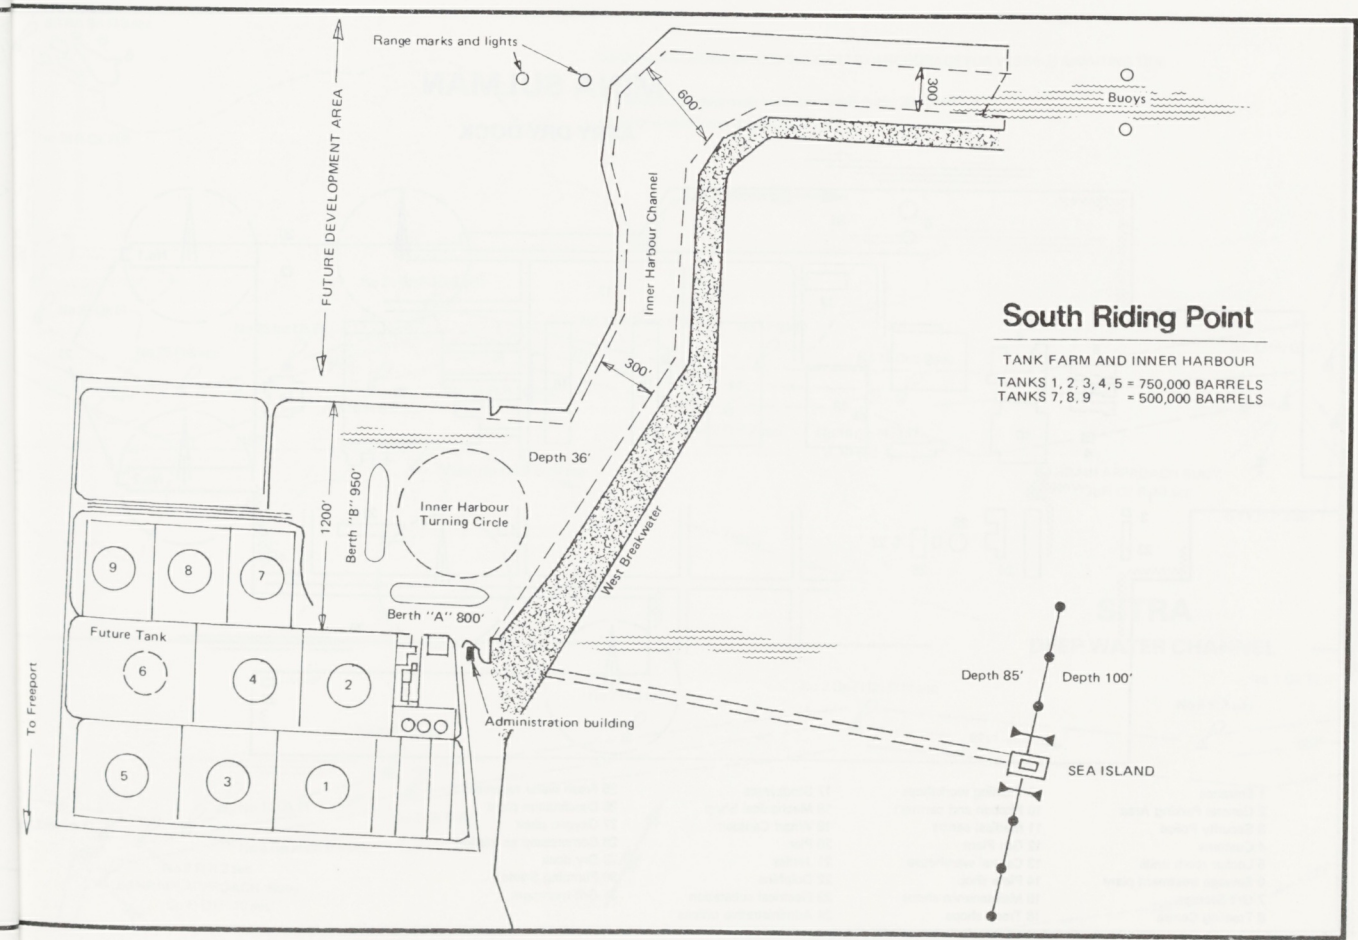 Range marks and lights
FUTURE DEVELOPMENT AREA
600'
300
Buoys
Inner Harbour Channel
South Riding Point
TANK FARM AND INNER HARBOUR
TANKS 1, 2, 3, 4, 5 = 750,000 BARRELS
TANKS 7, 8, 9 = 500,000 BARRELS
300'
Depth 36'
1200'
Berth "B" 950'
Inner Harbour
Turning Circle
West Breakwater
9
8
7
Berth "A" 800'
Future Tank
6
4
2
To Freeport
Administration building
Depth 85'
Depth 100'
SEA ISLAND
5
3
1